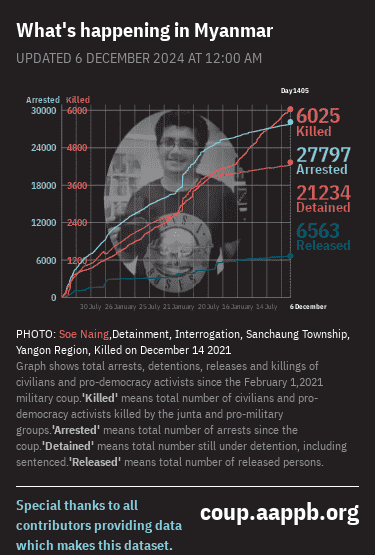 What's happening in Myanmar
UPDATED 6 DECEMBER 2024 AT 12:00 AM
Day1405
Arrested Killed
30000 6000
24000 4800
18000 3600
12000 2400
6000 1200
0
6025
Killed
27797
Arrested
21234
Detained
6563
Released
30 July 26 January 25 July 21 January 20 July 16 January 14 July 6 December
PHOTO: Soe Naing,Detainment, Interrogation, Sanchaung Township,
Yangon Region, Killed on December 14 2021
Graph shows total arrests, detentions, releases and killings of
civilians and pro-democracy activists since the February 1,2021
military coup.'Killed' means total number of civilians and pro-
democracy activists killed by the junta and pro-military
groups.'Arrested' means total number of arrests since the
coup.'Detained' means total number still under detention, including
sentenced.'Released' means total number of released persons.
Special thanks to all
contributors providing data
which makes this dataset.
coup.aappb.org